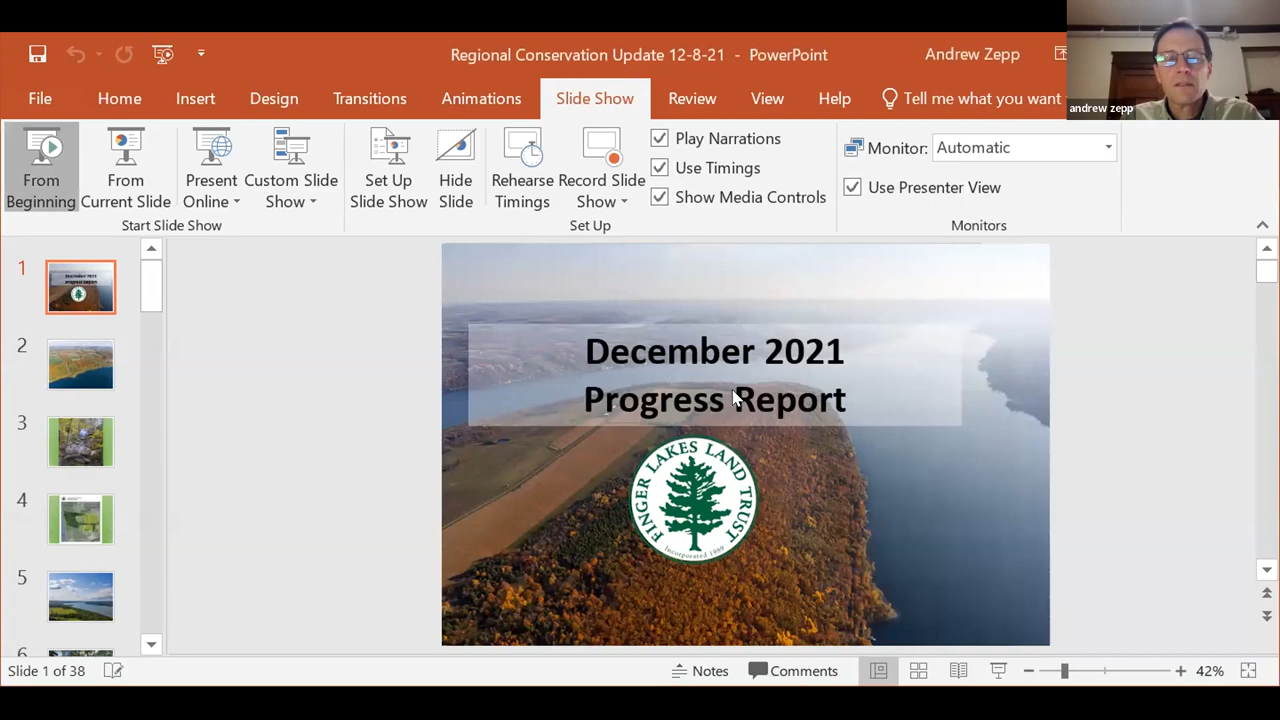 Regional Conservation Update 12-8-21 - PowerPoint
Andrew Zepp
File Home Insert Design Transitions Animations Slide Show Review View Help Tell me what you want
andrew zepp
From Beginning
From Current Slide
Present Online
Custom Slide Show
Set Up Slide Show
Hide Slide
Rehearse Timings
Record Slide Show
Play Narrations
Use Timings
Show Media Controls
Monitor: Automatic
Use Presenter View
Start Slide Show
Set Up
Monitors
1
2
3
4
5
6
December 2021
Progress Report
FINGER LAKES LAND TRUST
Incorporated 1989
Slide 1 of 38
Notes
Comments
42%